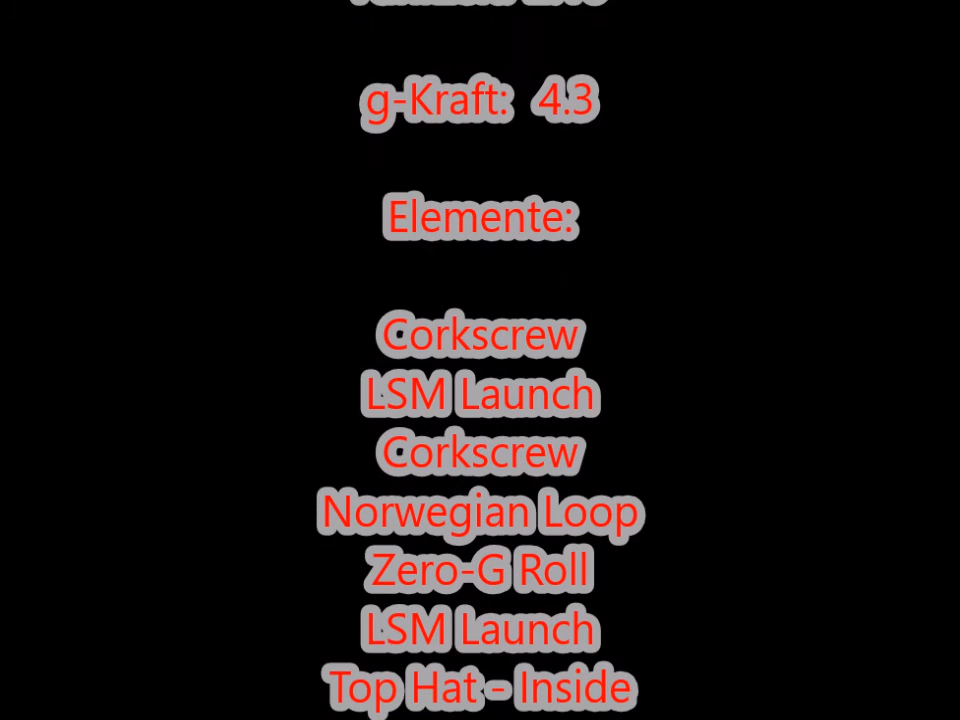 g-Kraft: 4.3
Elemente:
Corkscrew
LSM Launch
Corkscrew
Norwegian Loop
Zero-G Roll
LSM Launch
Top Hat - Inside